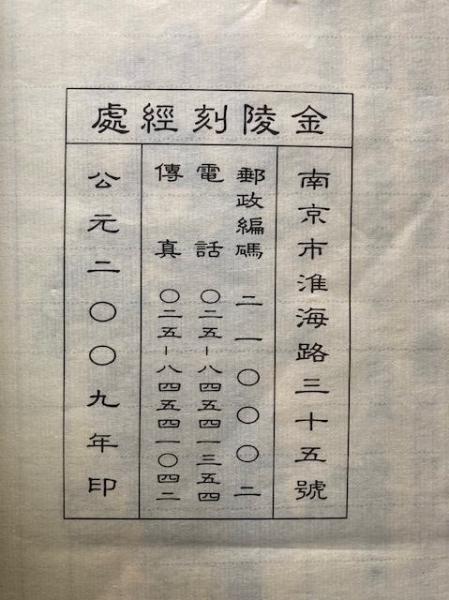 金陵刻經處
南京市淮海路三十五號
郵政編碼 二一〇〇〇二
電話 〇二五-八四五四一三五四
傳真 〇二五-八四五四一〇四二
公元二〇〇九年印